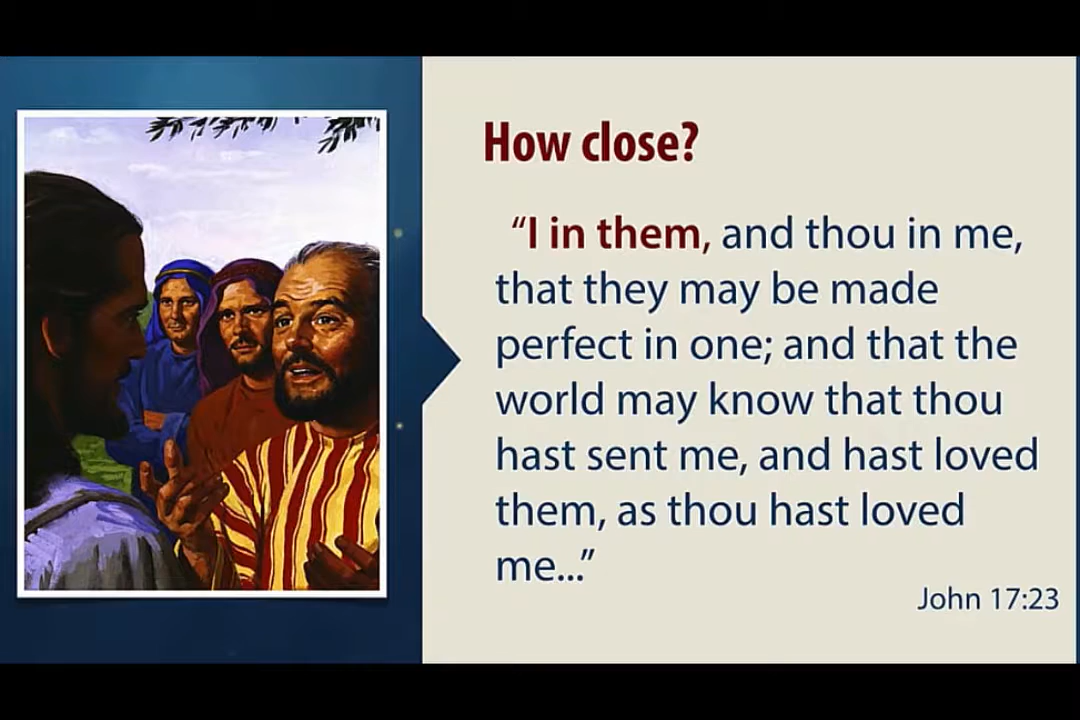 How close?
“I in them, and thou in me,
that they may be made
perfect in one; and that the
world may know that thou
hast sent me, and hast loved
them, as thou hast loved
me...”
John 17:23